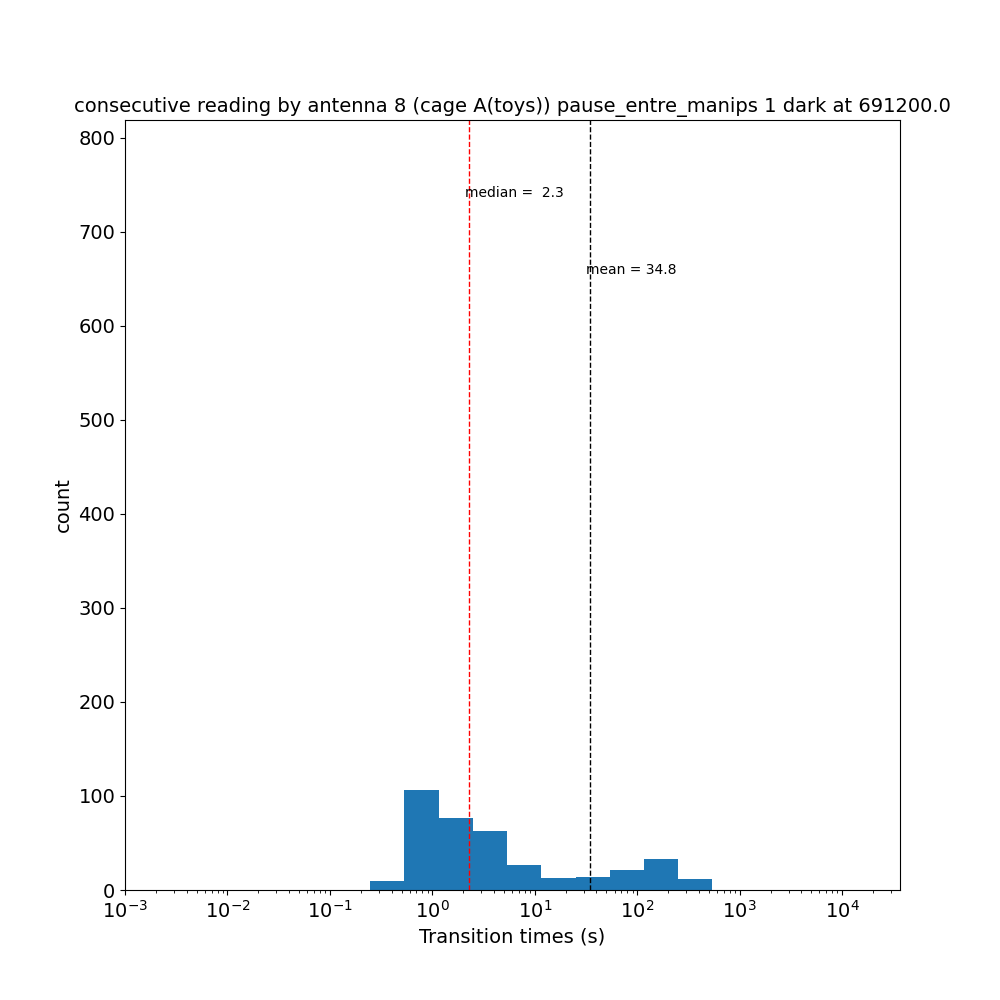 consecutive reading by antenna 8 (cage A(toys)) pause_entre_manips 1 dark at 691200.0
800
median =  2.3
700
mean = 34.8
600
500
count
400
300
200
100
0
10⁻³ 10⁻² 10⁻¹ 10⁰ 10¹ 10² 10³ 10⁴
Transition times (s)